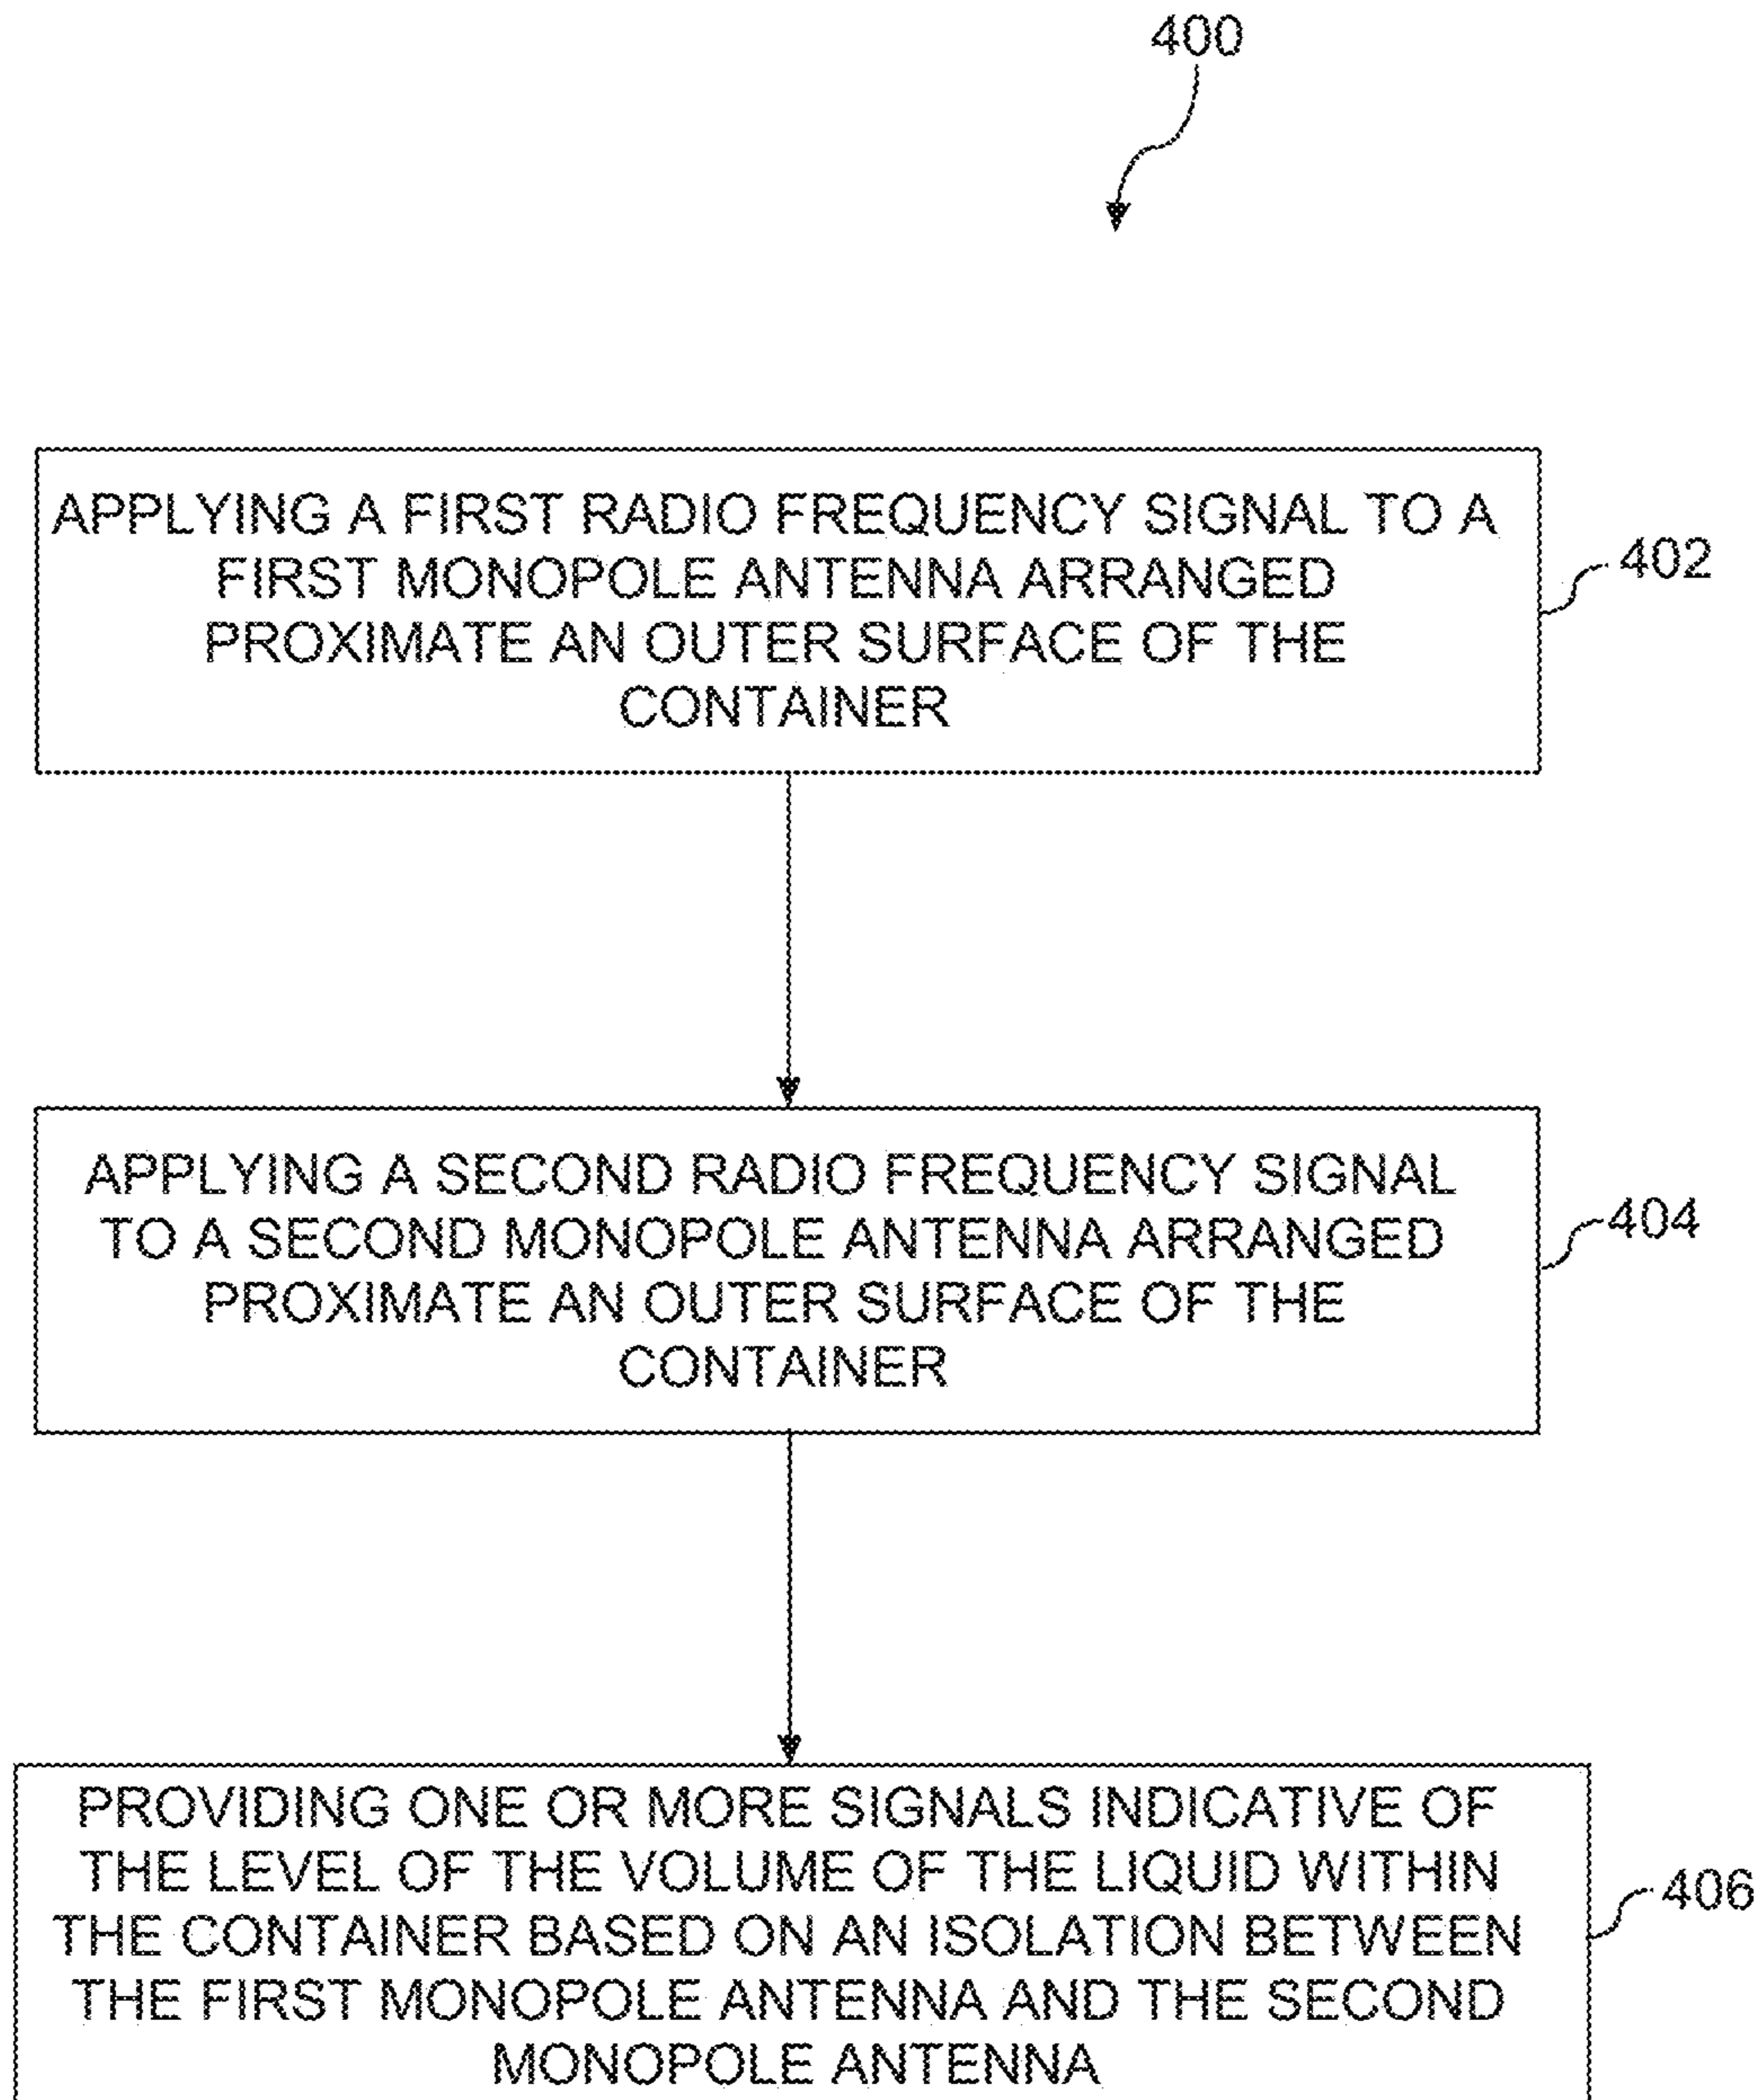 400
APPLYING A FIRST RADIO FREQUENCY SIGNAL TO A
FIRST MONOPOLE ANTENNA ARRANGED
PROXIMATE AN OUTER SURFACE OF THE
CONTAINER
402
APPLYING A SECOND RADIO FREQUENCY SIGNAL
TO A SECOND MONOPOLE ANTENNA ARRANGED
PROXIMATE AN OUTER SURFACE OF THE
CONTAINER
404
PROVIDING ONE OR MORE SIGNALS INDICATIVE OF
THE LEVEL OF THE VOLUME OF THE LIQUID WITHIN
THE CONTAINER BASED ON AN ISOLATION BETWEEN
THE FIRST MONOPOLE ANTENNA AND THE SECOND
MONOPOLE ANTENNA
406